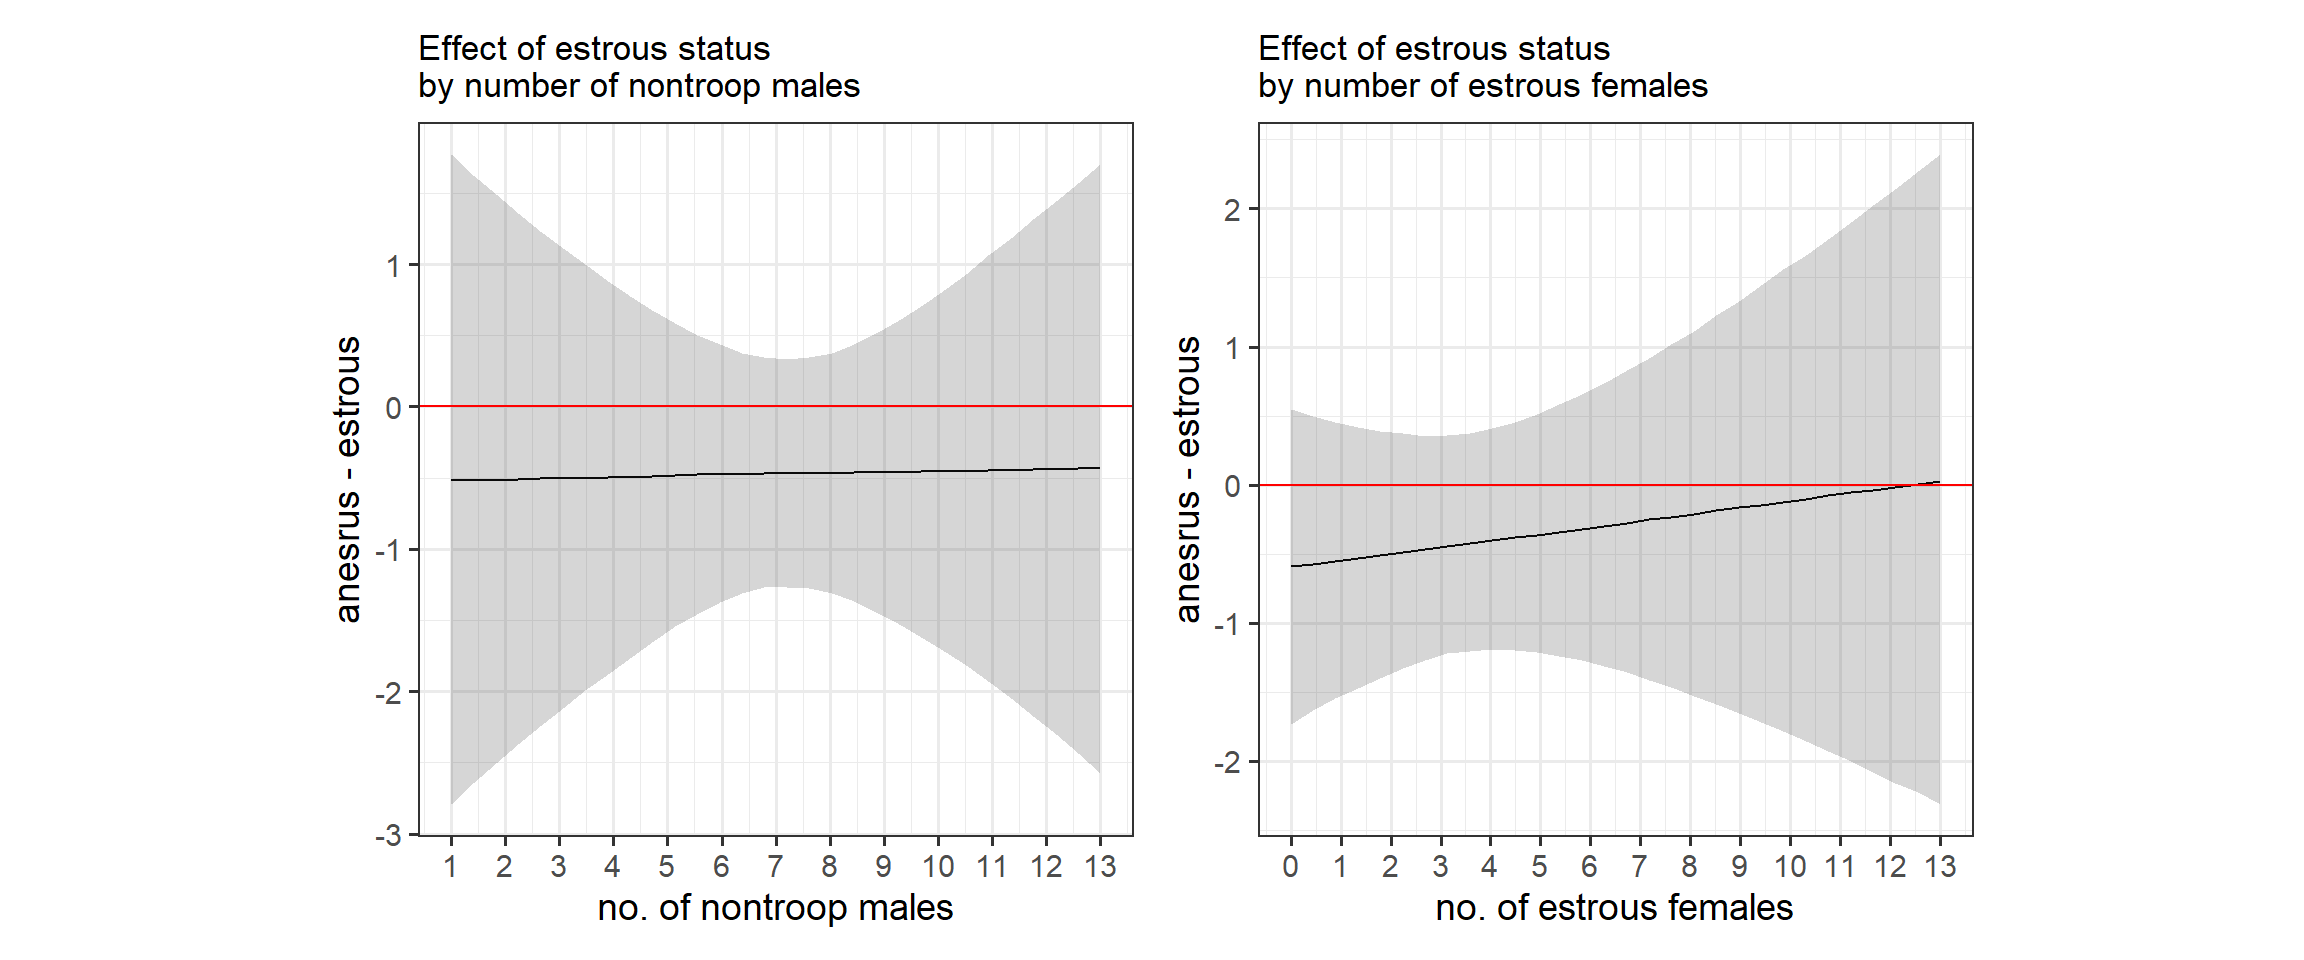 Effect of estrous status
by number of nontroop males
anesrus - estrous
1
0
-1
-2
-3
1 2 3 4 5 6 7 8 9 10 11 12 13
no. of nontroop males
Effect of estrous status
by number of estrous females
anesrus - estrous
2
1
0
-1
-2
0 1 2 3 4 5 6 7 8 9 10 11 12 13
no. of estrous females